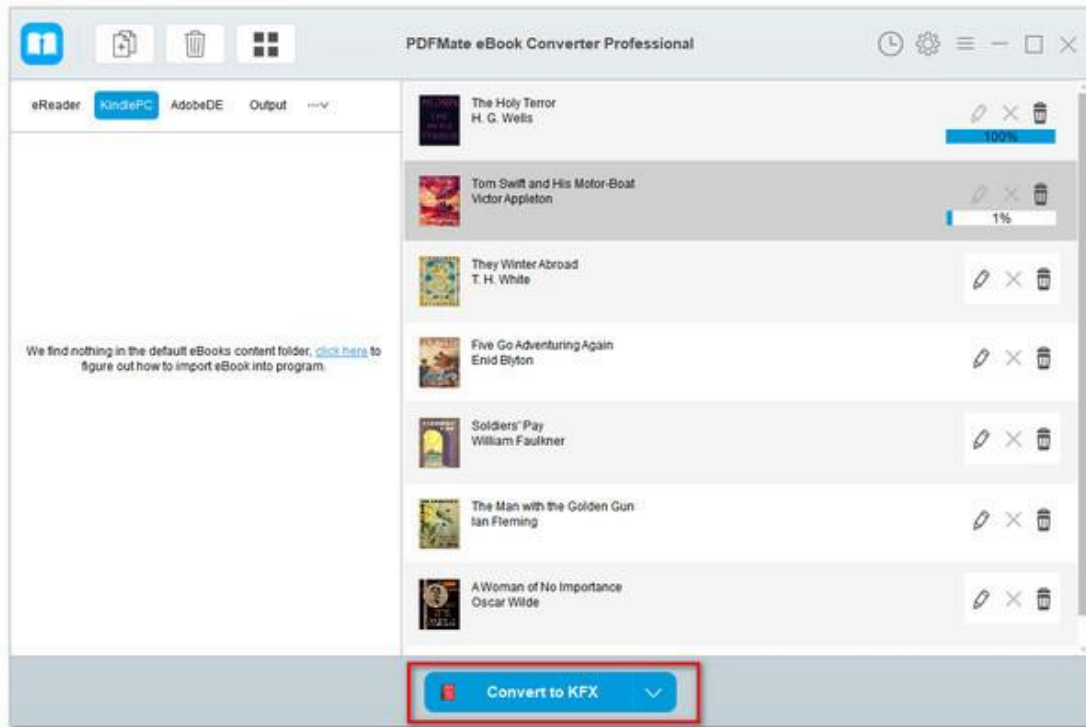 PDFMate eBook Converter Professional
eReader KindlePC AdobeDE Output
The Holy Terror
H. G. Wells
100%
Tom Swift and His Motor-Boat
Victor Appleton
1%
They Winter Abroad
T. H. White
We find nothing in the default eBooks content folder, click here to
figure out how to import eBook into program.
Five Go Adventuring Again
Enid Blyton
Soldiers' Pay
William Faulkner
The Man with the Golden Gun
Ian Fleming
A Woman of No Importance
Oscar Wilde
Convert to KFX